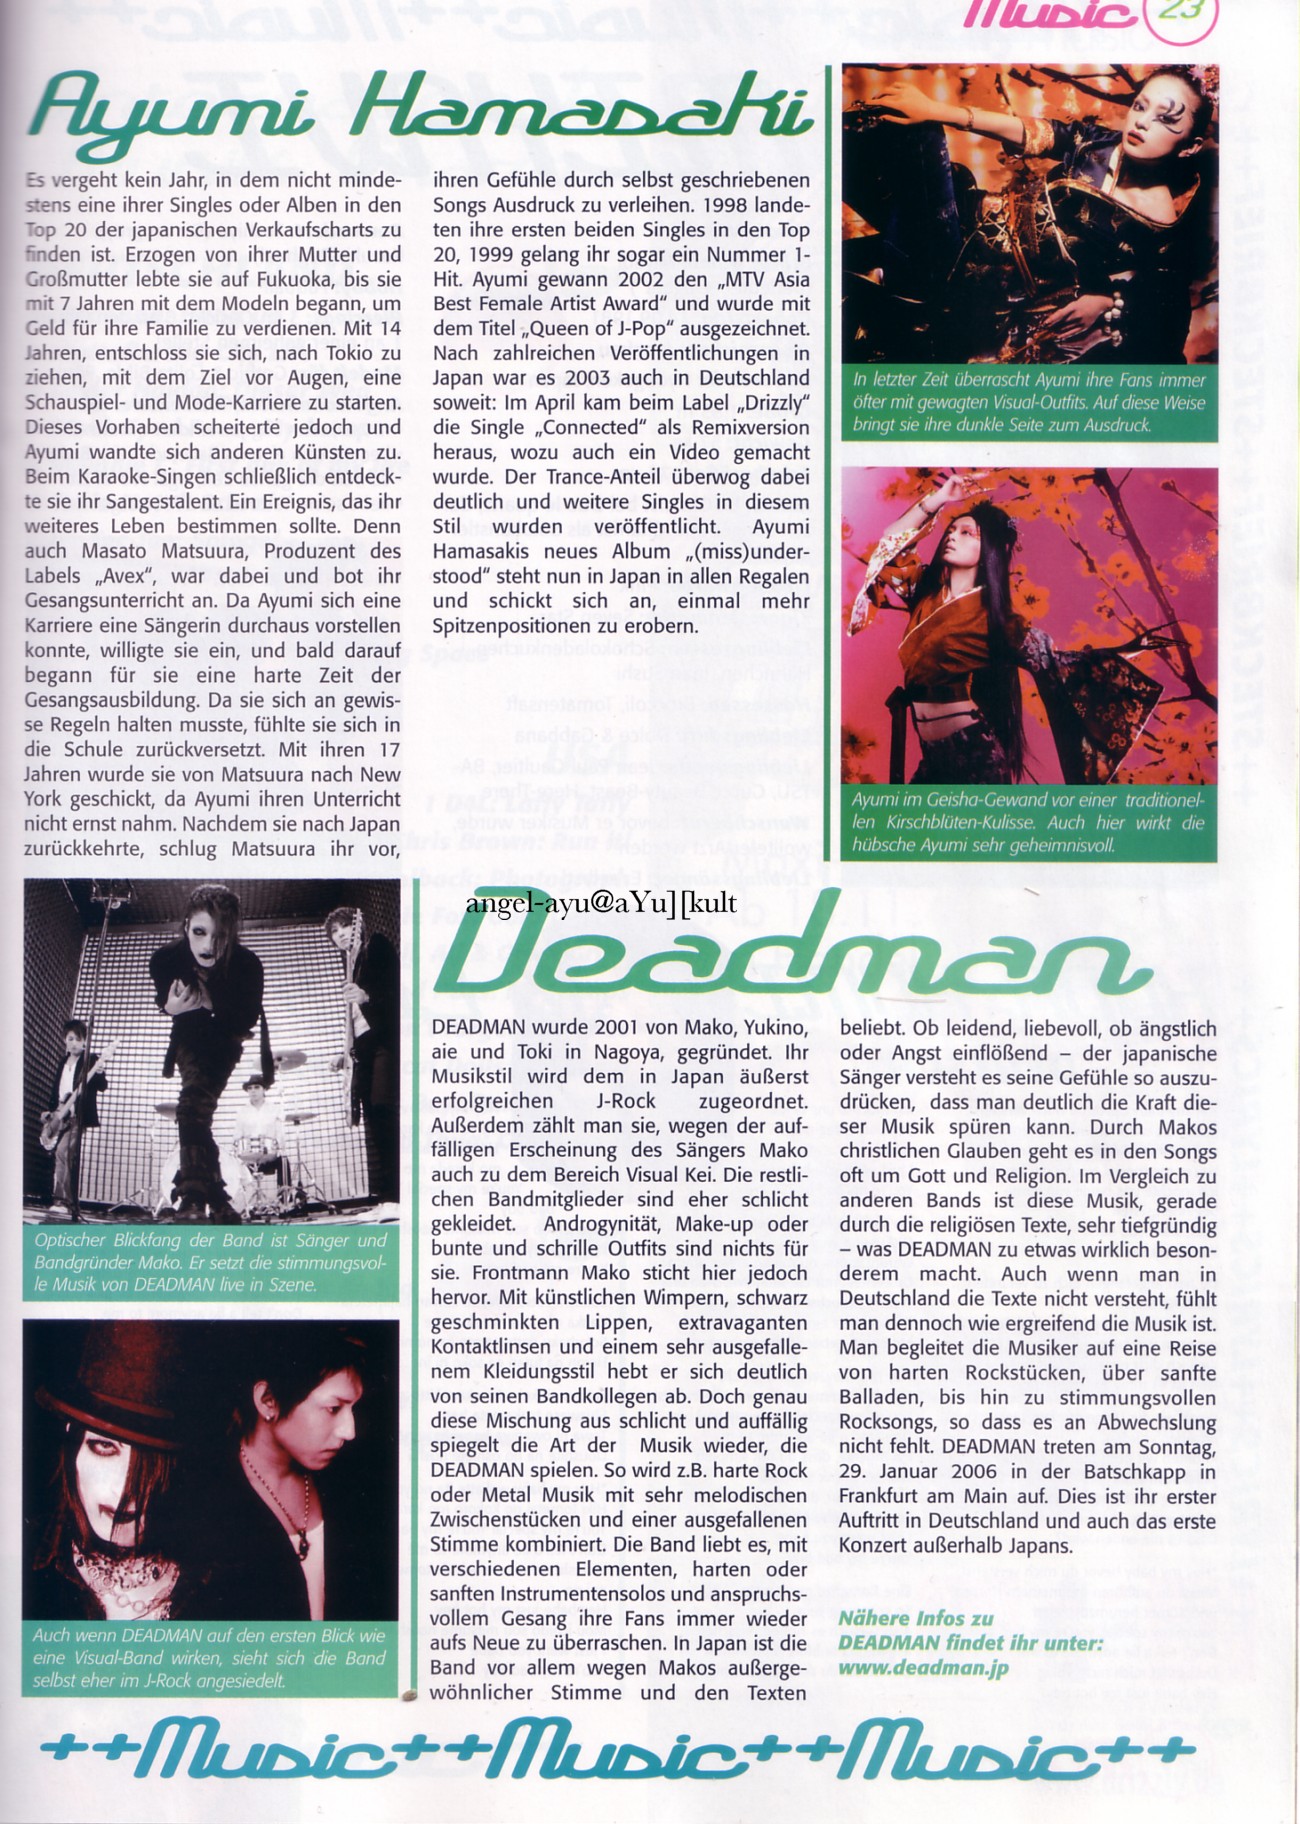 Music 23
Ayumi Hamasaki
Es vergeht kein Jahr, in dem nicht minde-
stens eine ihrer Singles oder Alben in den
Top 20 der japanischen Verkaufscharts zu
finden ist. Erzogen von ihrer Mutter und
Großmutter lebte sie auf Fukuoka, bis sie
mit 7 Jahren mit dem Modeln begann, um
Geld für ihre Familie zu verdienen. Mit 14
Jahren, entschloss sie sich, nach Tokio zu
ziehen, mit dem Ziel vor Augen, eine
Schauspiel- und Mode-Karriere zu starten.
Dieses Vorhaben scheiterte jedoch und
Ayumi wandte sich anderen Künsten zu.
Beim Karaoke-Singen schließlich entdeck-
te sie ihr Sangestalent. Ein Ereignis, das ihr
weiteres Leben bestimmen sollte. Denn
auch Masato Matsuura, Produzent des
Labels „Avex“, war dabei und bot ihr
Gesangsunterricht an. Da Ayumi sich eine
Karriere eine Sängerin durchaus vorstellen
konnte, willigte sie ein, und bald darauf
begann für sie eine harte Zeit der
Gesangsausbildung. Da sie sich an gewis-
se Regeln halten musste, fühlte sie sich in
die Schule zurückversetzt. Mit ihren 17
Jahren wurde sie von Matsuura nach New
York geschickt, da Ayumi ihren Unterricht
nicht ernst nahm. Nachdem sie nach Japan
zurückkehrte, schlug Matsuura ihr vor,
ihren Gefühle durch selbst geschriebenen
Songs Ausdruck zu verleihen. 1998 lande-
ten ihre ersten beiden Singles in den Top
20, 1999 gelang ihr sogar ein Nummer 1-
Hit. Ayumi gewann 2002 den „MTV Asia
Best Female Artist Award“ und wurde mit
dem Titel „Queen of J-Pop“ ausgezeichnet.
Nach zahlreichen Veröffentlichungen in
Japan war es 2003 auch in Deutschland
soweit: Im April kam beim Label „Drizzly“
die Single „Connected“ als Remixversion
heraus, wozu auch ein Video gemacht
wurde. Der Trance-Anteil überwog dabei
deutlich und weitere Singles in diesem
Stil wurden veröffentlicht. Ayumi
Hamasakis neues Album „(miss)under-
stood“ steht nun in Japan in allen Regalen
und schickt sich an, einmal mehr
Spitzenpositionen zu erobern.
In letzter Zeit überrascht Ayumi ihre Fans immer
öfter mit gewagten Visual-Outfits. Auf diese Weise
bringt sie ihre dunkle Seite zum Ausdruck.
Ayumi im Geisha-Gewand vor einer traditionel-
len Kirschblüten-Kulisse. Auch hier wirkt die
hübsche Ayumi sehr geheimnisvoll.
angel-ayu@aYu][kult
Deadman
Optischer Blickfang der Band ist Sänger und
Bandgründer Mako. Er setzt die stimmungsvol-
le Musik von DEADMAN live in Szene.
Auch wenn DEADMAN auf den ersten Blick wie
eine Visual-Band wirken, sieht sich die Band
selbst eher im J-Rock angesiedelt.
DEADMAN wurde 2001 von Mako, Yukino,
aie und Toki in Nagoya, gegründet. Ihr
Musikstil wird dem in Japan äußerst
erfolgreichen J-Rock zugeordnet.
Außerdem zählt man sie, wegen der auf-
fälligen Erscheinung des Sängers Mako
auch zu dem Bereich Visual Kei. Die restli-
chen Bandmitglieder sind eher schlicht
gekleidet. Androgynität, Make-up oder
bunte und schrille Outfits sind nichts für
sie. Frontmann Mako sticht hier jedoch
hervor. Mit künstlichen Wimpern, schwarz
geschminkten Lippen, extravaganten
Kontaktlinsen und einem sehr ausgefalle-
nem Kleidungsstil hebt er sich deutlich
von seinen Bandkollegen ab. Doch genau
diese Mischung aus schlicht und auffällig
spiegelt die Art der Musik wieder, die
DEADMAN spielen. So wird z.B. harte Rock
oder Metal Musik mit sehr melodischen
Zwischenstücken und einer ausgefallenen
Stimme kombiniert. Die Band liebt es, mit
verschiedenen Elementen, harten oder
sanften Instrumentensolos und anspruchs-
vollem Gesang ihre Fans immer wieder
aufs Neue zu überraschen. In Japan ist die
Band vor allem wegen Makos außerge-
wöhnlicher Stimme und den Texten
beliebt. Ob leidend, liebevoll, ob ängstlich
oder Angst einflößend – der japanische
Sänger versteht es seine Gefühle so auszu-
drücken, dass man deutlich die Kraft die-
ser Musik spüren kann. Durch Makos
christlichen Glauben geht es in den Songs
oft um Gott und Religion. Im Vergleich zu
anderen Bands ist diese Musik, gerade
durch die religiösen Texte, sehr tiefgründig
– was DEADMAN zu etwas wirklich beson-
derem macht. Auch wenn man in
Deutschland die Texte nicht versteht, fühlt
man dennoch wie ergreifend die Musik ist.
Man begleitet die Musiker auf eine Reise
von harten Rockstücken, über sanfte
Balladen, bis hin zu stimmungsvollen
Rocksongs, so dass es an Abwechslung
nicht fehlt. DEADMAN treten am Sonntag,
29. Januar 2006 in der Batschkapp in
Frankfurt am Main auf. Dies ist ihr erster
Auftritt in Deutschland und auch das erste
Konzert außerhalb Japans.
Nähere Infos zu
DEADMAN findet ihr unter:
www.deadman.jp
++Music++Music++Music++